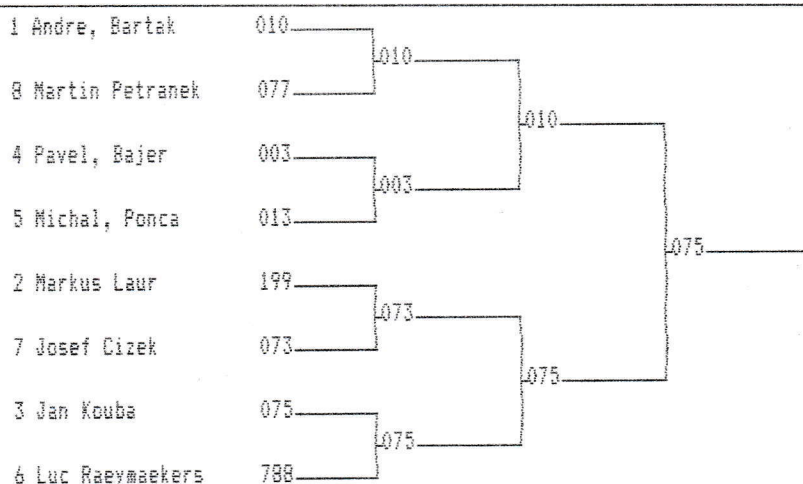 1 Andre, Bartak 010
010
8 Martin Petranek 077
010
4 Pavel, Bajer 003
003
5 Michal, Ponca 013
075
2 Markus Laur 199
073
7 Josef Cizek 073
075
3 Jan Kouba 075
075
6 Luc Raeymaekers 788